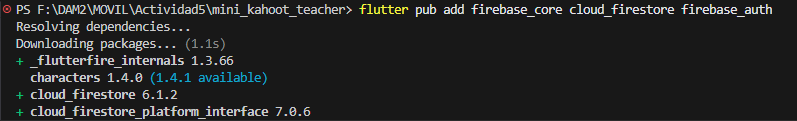 PS F:\DAM2\MOVIL\Actividad5\mini_kahoot_teacher> flutter pub add firebase_core cloud_firestore firebase_auth
Resolving dependencies...
Downloading packages... (1.1s)
+ _flutterfire_internals 1.3.66
  characters 1.4.0 (1.4.1 available)
+ cloud_firestore 6.1.2
+ cloud_firestore_platform_interface 7.0.6